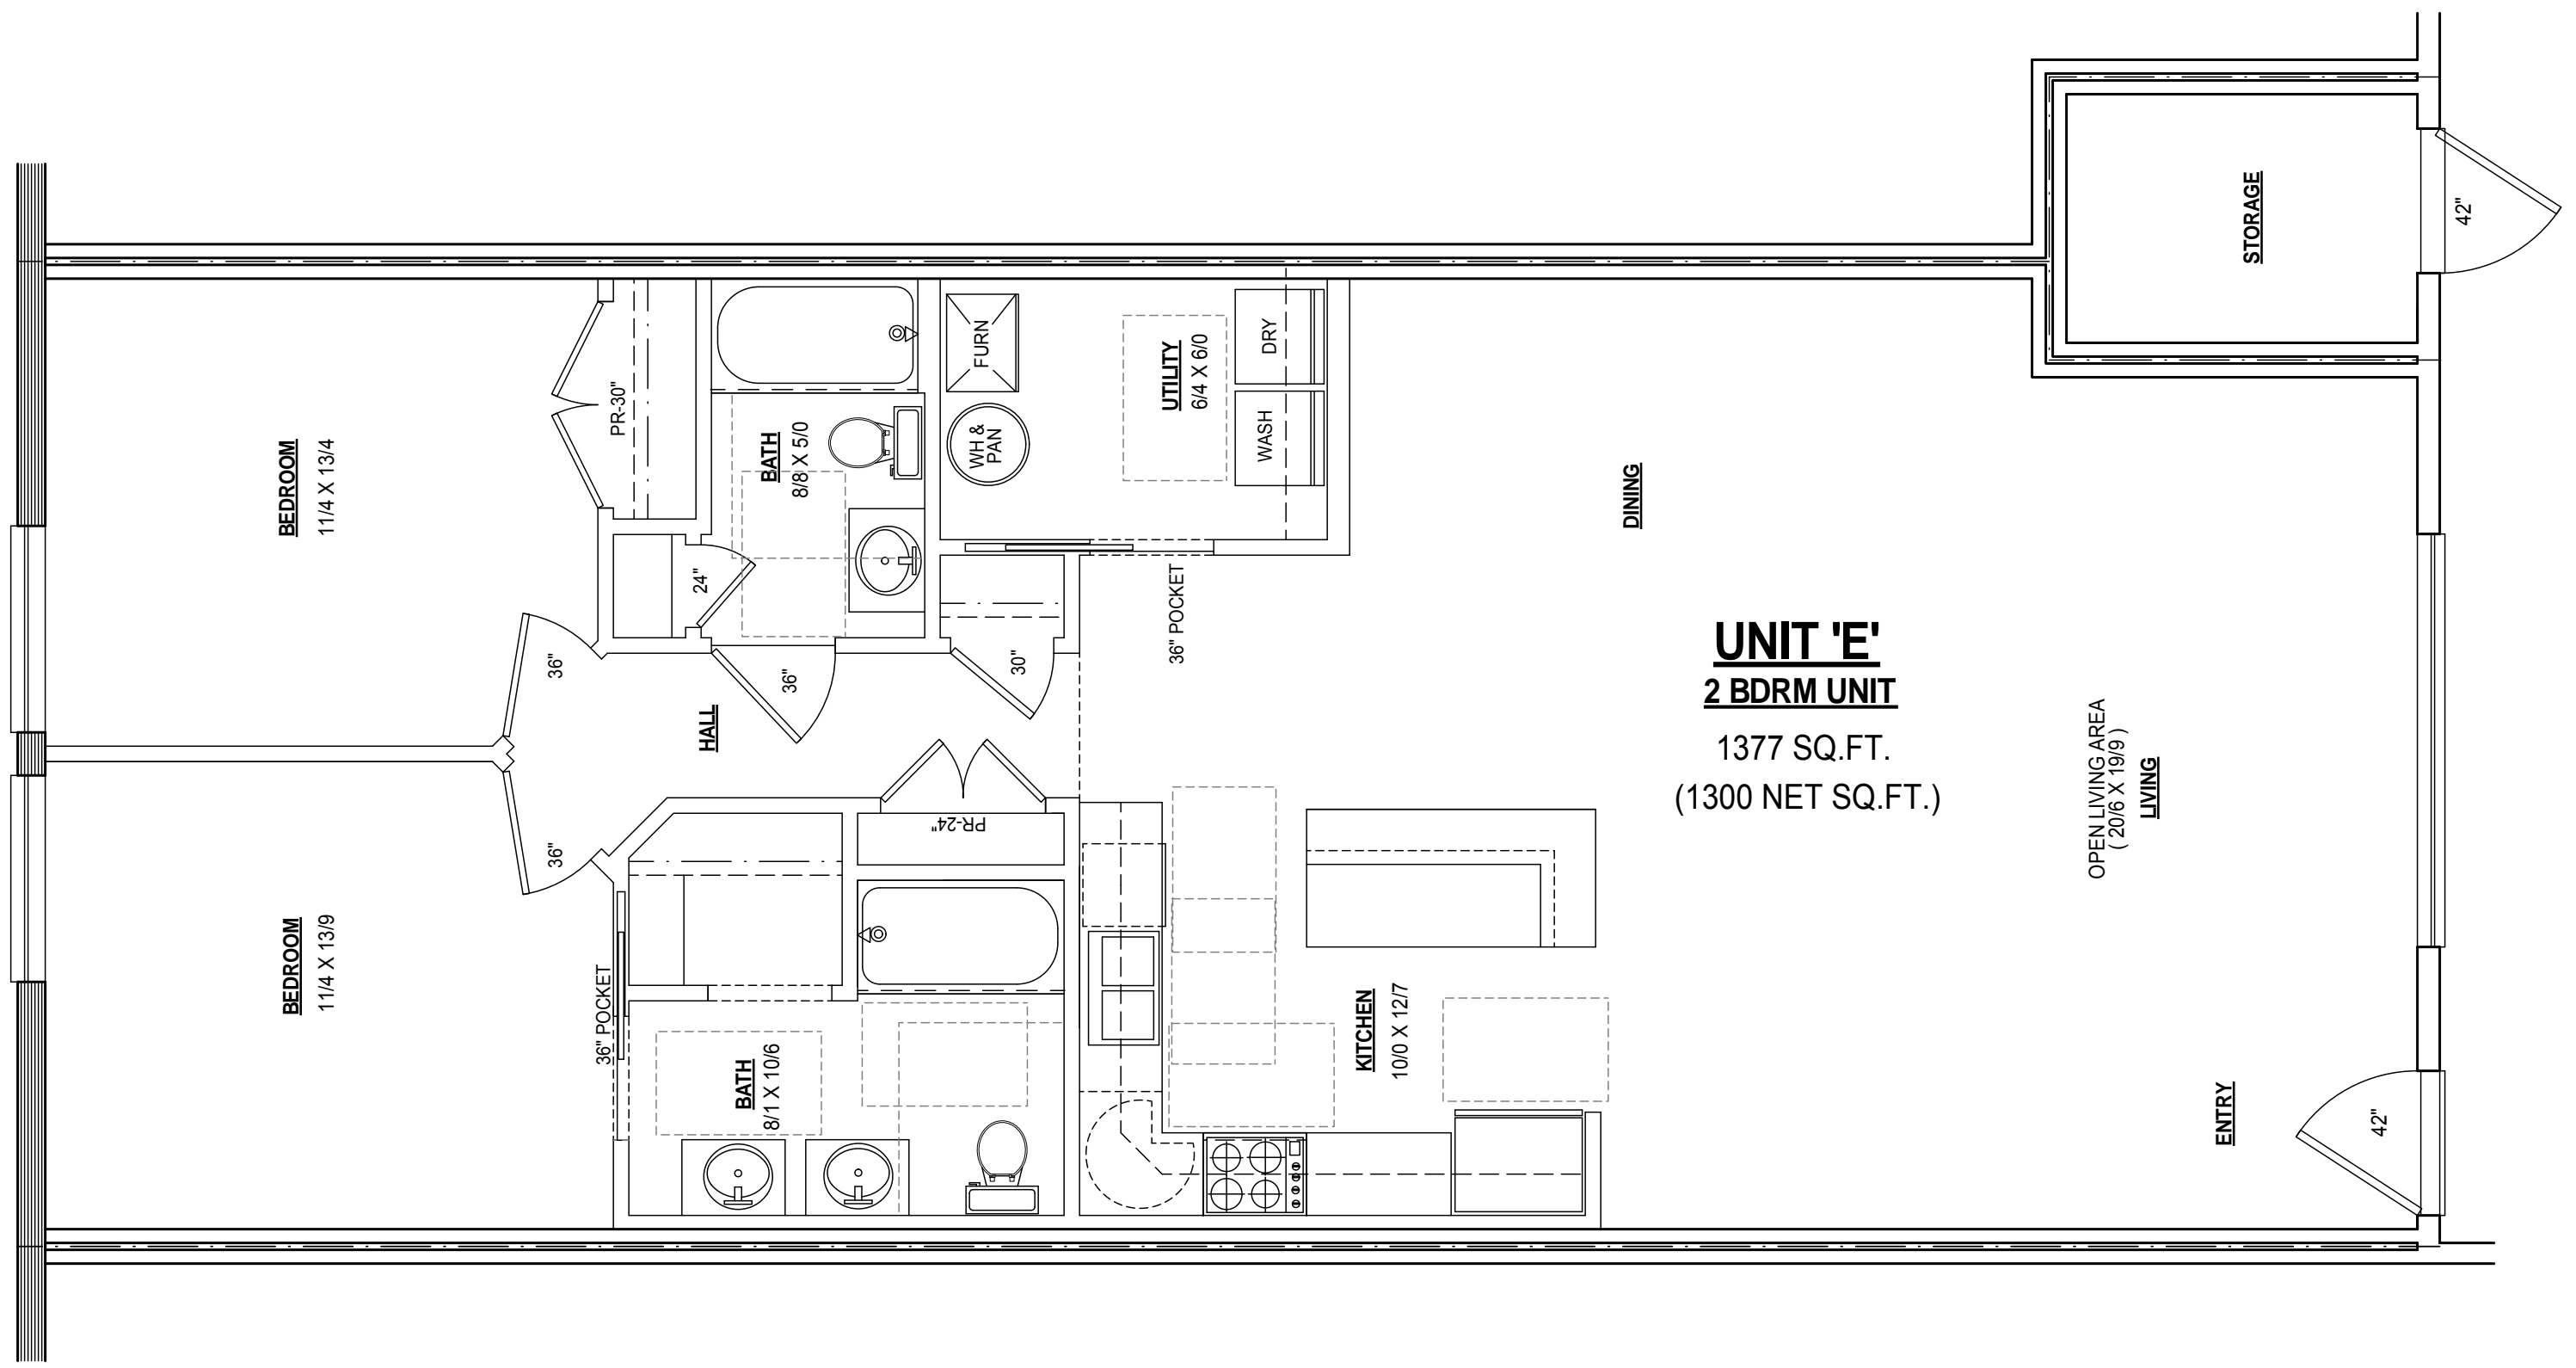 STORAGE
42"
BEDROOM
11/4 X 13/4
PR-30"
BATH
8/8 X 5/0
24"
FURN
WH &
PAN
UTILITY
6/4 X 6/0
DRY
WASH
36" POCKET
DINING
36"
36"
30"
HALL
36"
PR-24"
UNIT 'E'
2 BDRM UNIT
1377 SQ.FT.
(1300 NET SQ.FT.)
OPEN LIVING AREA
( 20/6 X 19/9 )
LIVING
BEDROOM
11/4 X 13/9
36" POCKET
BATH
8/1 X 10/6
KITCHEN
10/0 X 12/7
ENTRY
42"